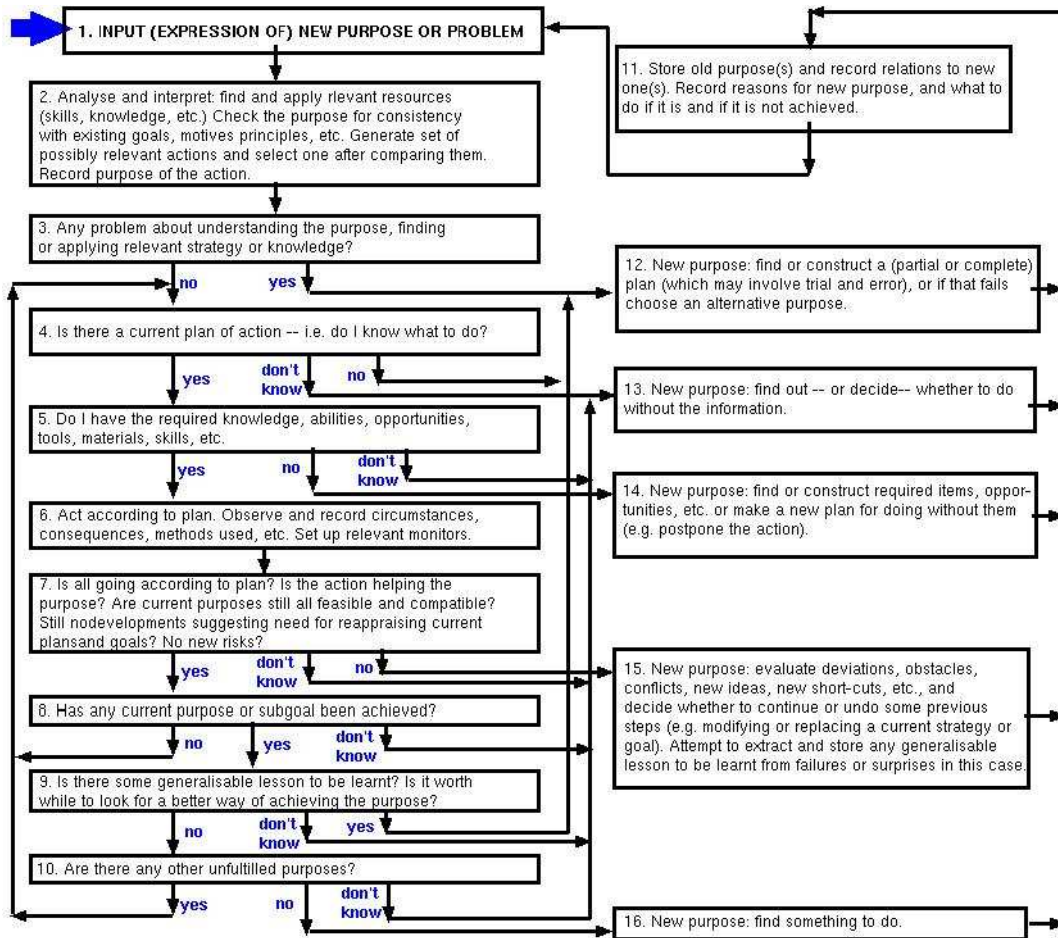 1. INPUT (EXPRESSION OF) NEW PURPOSE OR PROBLEM
2. Analyse and interpret: find and apply rlevant resources
(skills, knowledge, etc.) Check the purpose for consistency
with existing goals, motives principles, etc. Generate set of
possibly relevant actions and select one after comparing them.
Record purpose of the action.
3. Any problem about understanding the purpose, finding
or applying relevant strategy or knowledge?
no
yes
4. Is there a current plan of action -- i.e. do I know what to do?
yes
don't
know
no
5. Do I have the required knowledge, abilities, opportunities,
tools, materials, skills, etc.
yes
no
don't
know
6. Act according to plan. Observe and record circumstances,
consequences, methods used, etc. Set up relevant monitors.
7. Is all going according to plan? Is the action helping the
purpose? Are current purposes still all feasible and compatible?
Still nodevelopments suggesting need for reappraising current
plansand goals? No new risks?
yes
don't
know
no
8. Has any current purpose or subgoal been achieved?
no
yes
don't
know
9. Is there some generalisable lesson to be learnt? Is it worth
while to look for a better way of achieving the purpose?
no
don't
know
yes
10. Are there any other unfultilled purposes?
yes
no
don't
know
11. Store old purpose(s) and record relations to new
one(s). Record reasons for new purpose, and what to
do if it is and if it is not achieved.
12. New purpose: find or construct a (partial or complete)
plan (which may involve trial and error), or if that fails
choose an alternative purpose.
13. New purpose: find out -- or decide-- whether to do
without the information.
14. New purpose: find or construct required items, oppor-
tunities, etc. or make a new plan for doing without them
(e.g. postpone the action).
15. New purpose: evaluate deviations, obstacles,
conflicts, new ideas, new short-cuts, etc., and
decide whether to continue or undo some previous
steps (e.g. modifying or replacing a current strategy or
goal). Attempt to extract and store any generalisable
lesson to be learnt from failures or surprises in this case.
16. New purpose: find something to do.